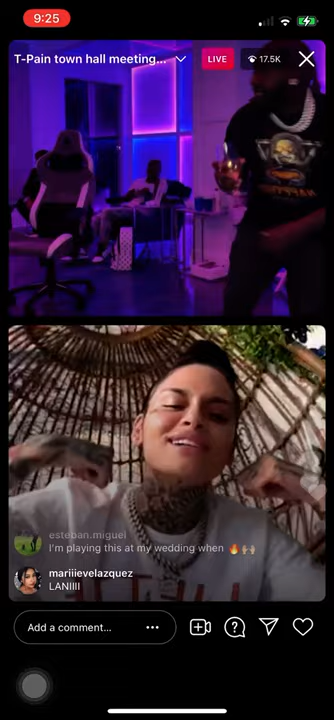 9:25
T-Pain town hall meeting...
LIVE
17.5K
esteban.miguel
I'm playing this at my wedding when 🔥🙌🏼
mariiievelazquez
LANIIII
Add a comment...